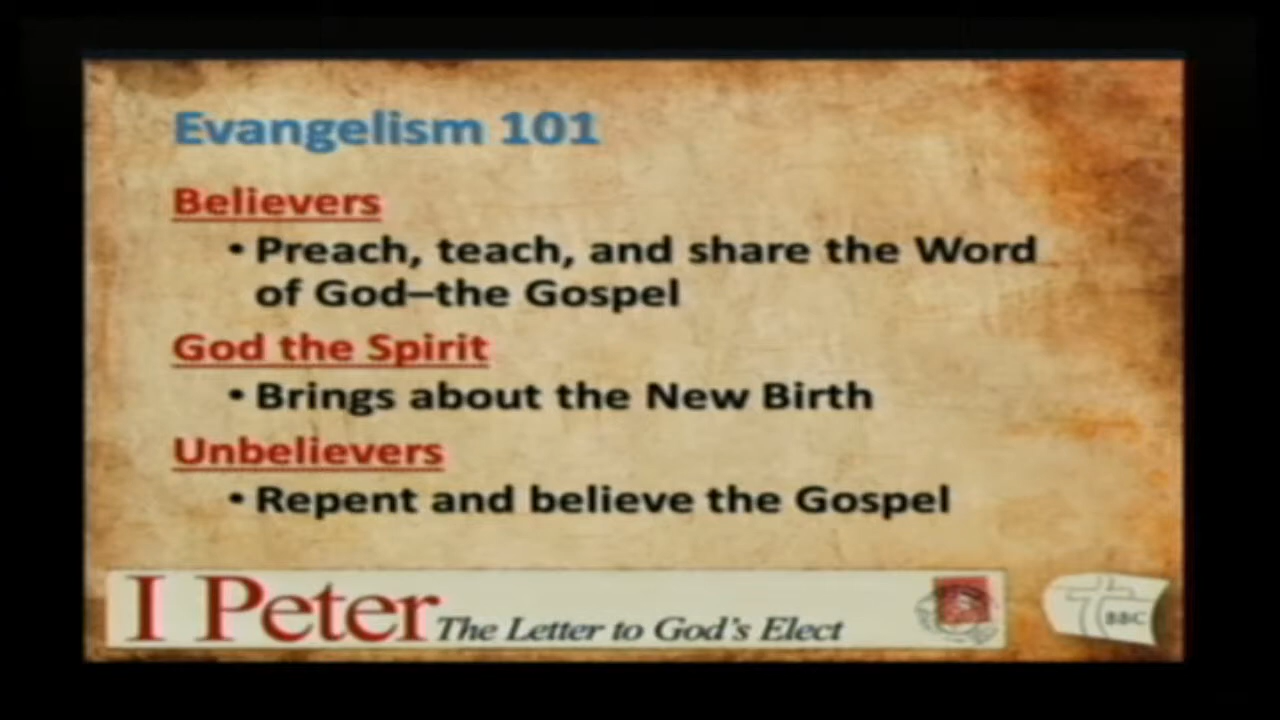 Evangelism 101
Believers
• Preach, teach, and share the Word
of God–the Gospel
God the Spirit
• Brings about the New Birth
Unbelievers
• Repent and believe the Gospel
I Peter The Letter to God's Elect
BBC